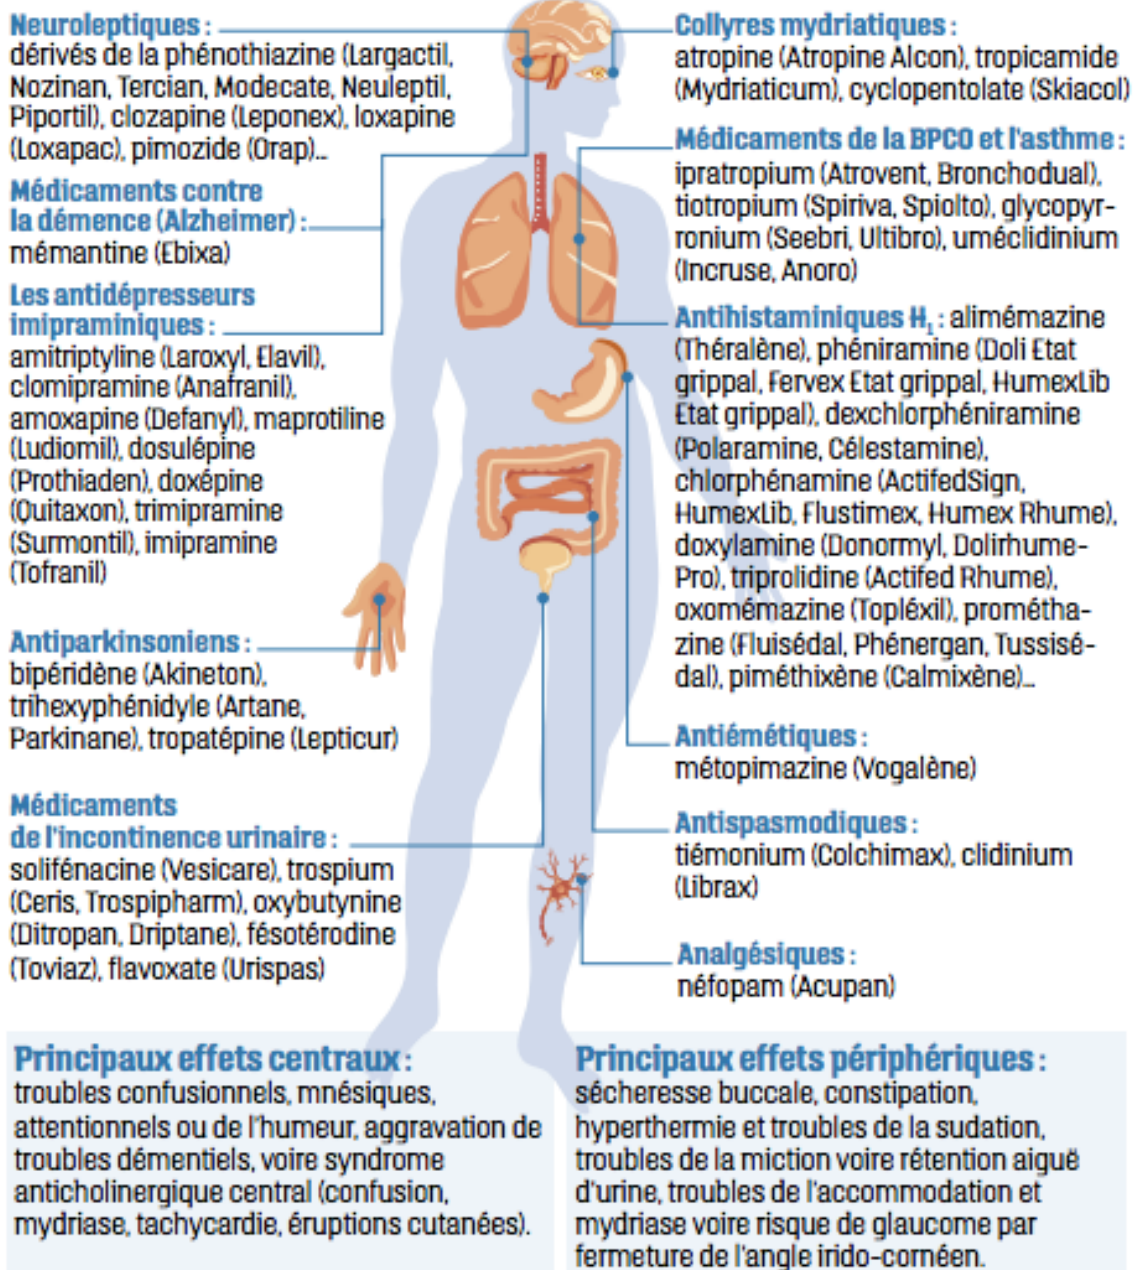 Neuroleptiques :
dérivés de la phénothiazine (Largactil,
Nozinan, Tercian, Modecate, Neuleptil,
Piportil), clozapine (Leponex), loxapine
(Loxapac), pimozide (Orap)...
Médicaments contre
la démence (Alzheimer) :
mémantine (Ebixa)
Les antidépresseurs
imipraminiques :
amitriptyline (Laroxyl, Elavil),
clomipramine (Anafranil),
amoxapine (Defanyl), maprotiline
(Ludiomil), dosulépine
(Prothiaden), doxépine
(Quitaxon), trimipramine
(Surmontil), imipramine
(Tofranil)
Antiparkinsoniens :
bipéridène (Akineton),
trihexyphénidyle (Artane,
Parkinane), tropatépine (Lepticur)
Médicaments
de l'incontinence urinaire :
solifénacine (Vesicare), trospium
(Ceris, Trospipharm), oxybutynine
(Ditropan, Driptane), fésotérodine
(Toviaz), flavoxate (Urispas)
Collyres mydriatiques :
atropine (Atropine Alcon), tropicamide
(Mydriaticum), cyclopentolate (Skiacol)
Médicaments de la BPCO et l'asthme :
ipratropium (Atrovent, Bronchodual),
tiotropium (Spiriva, Spiolto), glycopyr-
ronium (Seebri, Ultibro), uméclidinium
(Incruse, Anoro)
Antihistaminiques H₁ : alimémazine
(Théralène), phéniramine (Doli Etat
grippal, Fervex Etat grippal, HumexLib
Etat grippal), dexchlorphéniramine
(Polaramine, Célestamine),
chlorphénamine (ActifedSign,
HumexLib, Flustimex, Humex Rhume),
doxylamine (Donormyl, Dolirhume-
Pro), triprolidine (Actifed Rhume),
oxomémazine (Topléxil), prométha-
zine (Fluisédal, Phénergan, Tussisé-
dal), piméthixène (Calmixène)...
Antiémétiques :
métopimazine (Vogalène)
Antispasmodiques :
tiémonium (Colchimax), clidinium
(Librax)
Analgésiques :
néfopam (Acupan)
Principaux effets centraux :
troubles confusionnels, mnésiques,
attentionnels ou de l'humeur, aggravation de
troubles démentiels, voire syndrome
anticholinergique central (confusion,
mydriase, tachycardie, éruptions cutanées).
Principaux effets périphériques :
sécheresse buccale, constipation,
hyperthermie et troubles de la sudation,
troubles de la miction voire rétention aiguë
d'urine, troubles de l'accommodation et
mydriase voire risque de glaucome par
fermeture de l'angle irido-cornéen.